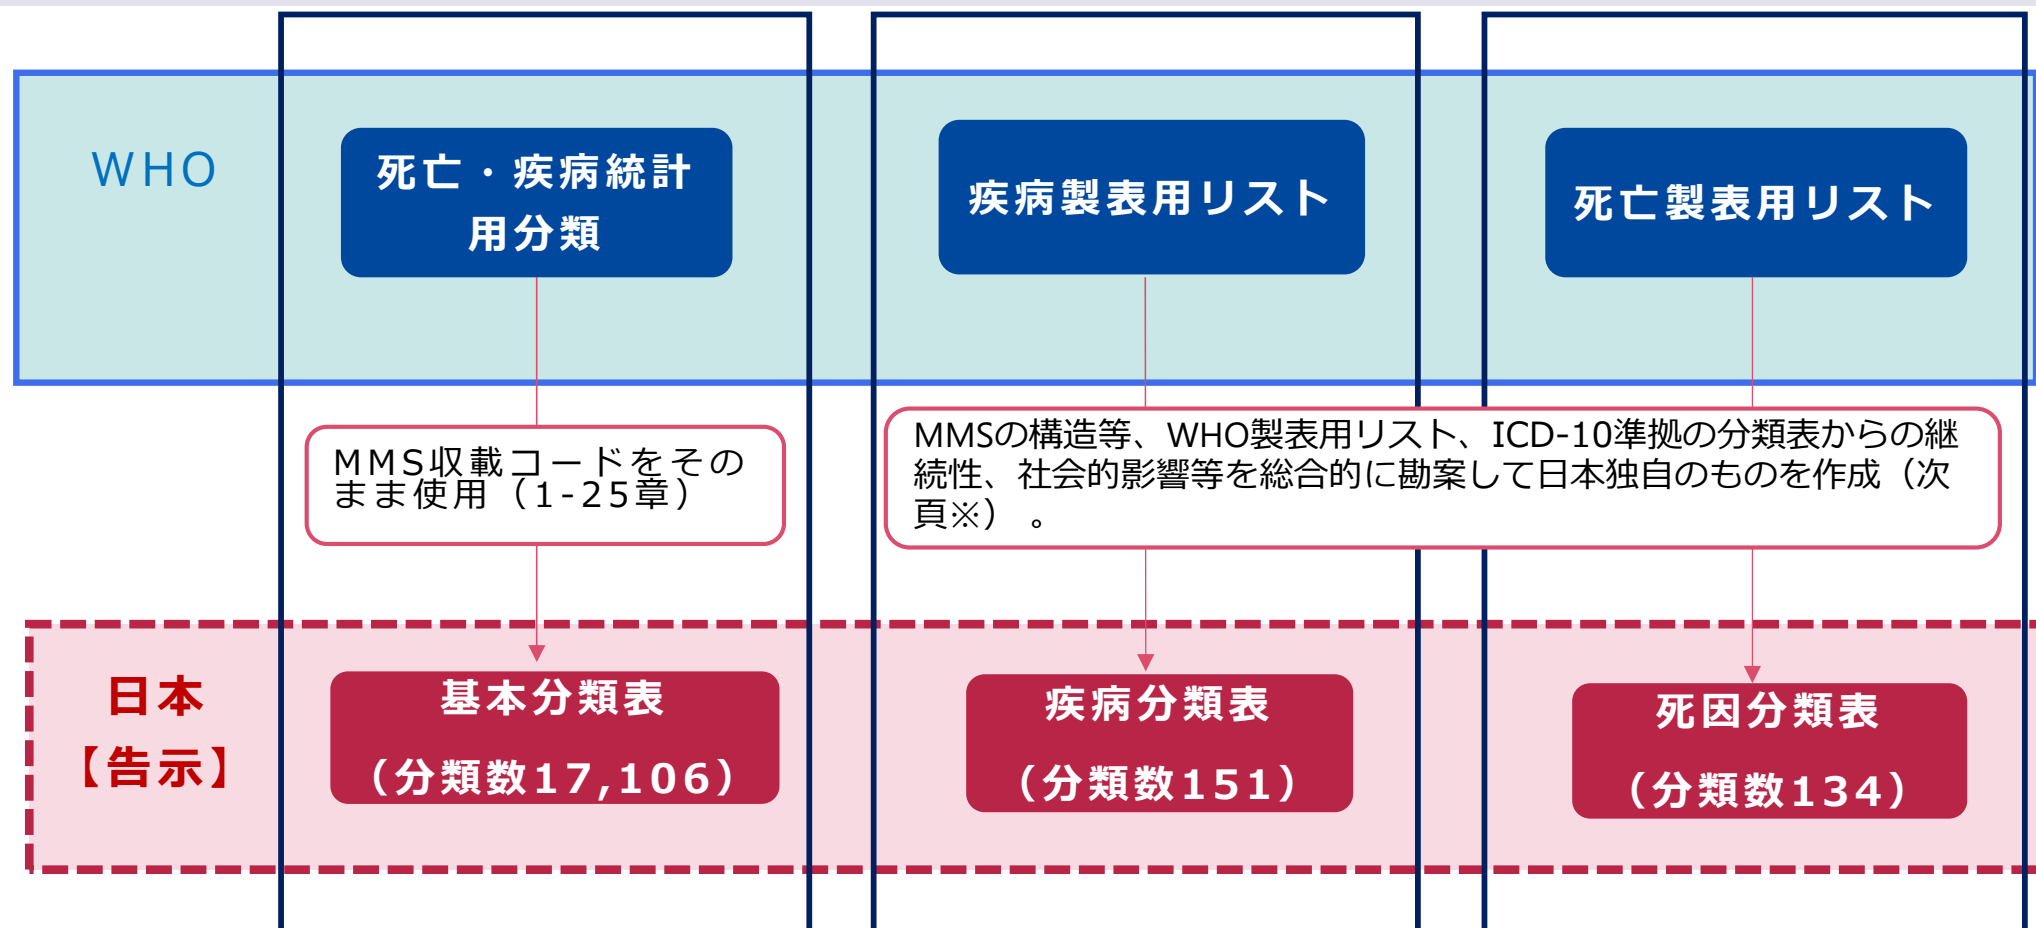 WHO
死亡・疾病統計
用分類
疾病製表用リスト
死亡製表用リスト
MMS収載コードをその
まま使用（1-25章）
MMSの構造等、WHO製表用リスト、ICD-10準拠の分類表からの継
続性、社会的影響等を総合的に勘案して日本独自のものを作成（次
頁※） 。
日本
【告示】
基本分類表
（分類数17,106）
疾病分類表
（分類数151）
死因分類表
（分類数134）